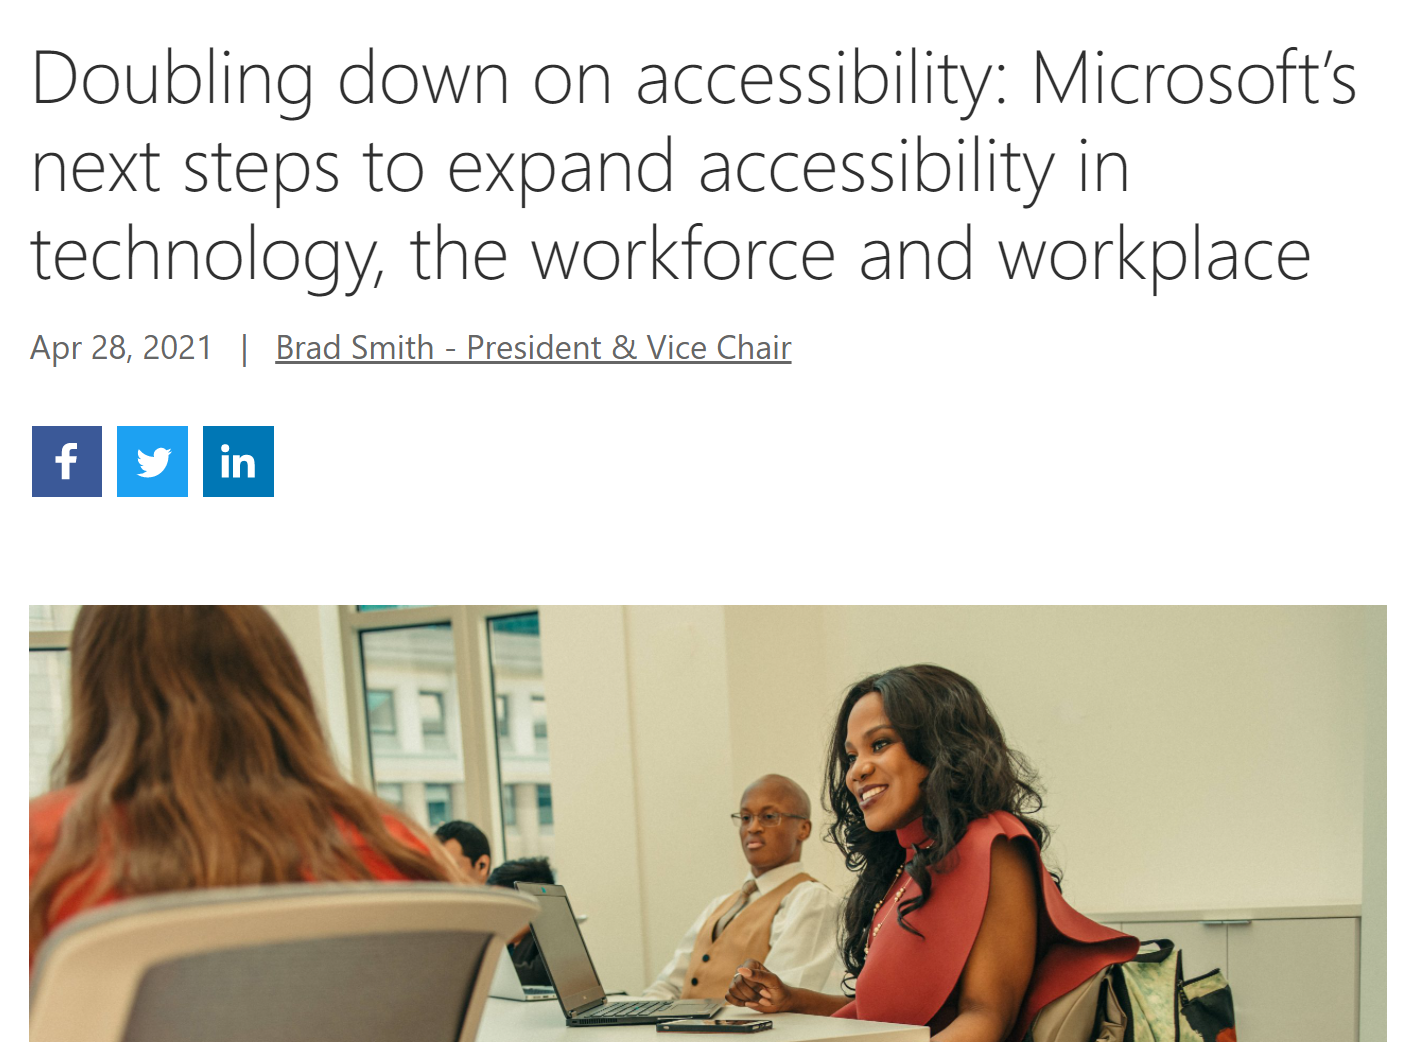 Doubling down on accessibility: Microsoft’s
next steps to expand accessibility in
technology, the workforce and workplace
Apr 28, 2021 | Brad Smith - President & Vice Chair
f in